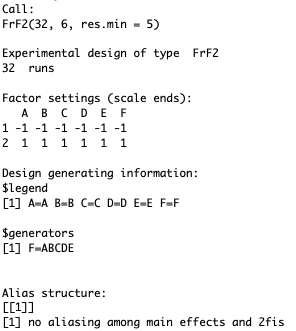 Call:
FrF2(32, 6, res.min = 5)
Experimental design of type  FrF2
32  runs
Factor settings (scale ends):
   A  B  C  D  E  F
1 -1 -1 -1 -1 -1 -1
2  1  1  1  1  1  1
Design generating information:
$legend
[1] A=A B=B C=C D=D E=E F=F
$generators
[1] F=ABCDE
Alias structure:
[[1]]
[1] no aliasing among main effects and 2fis